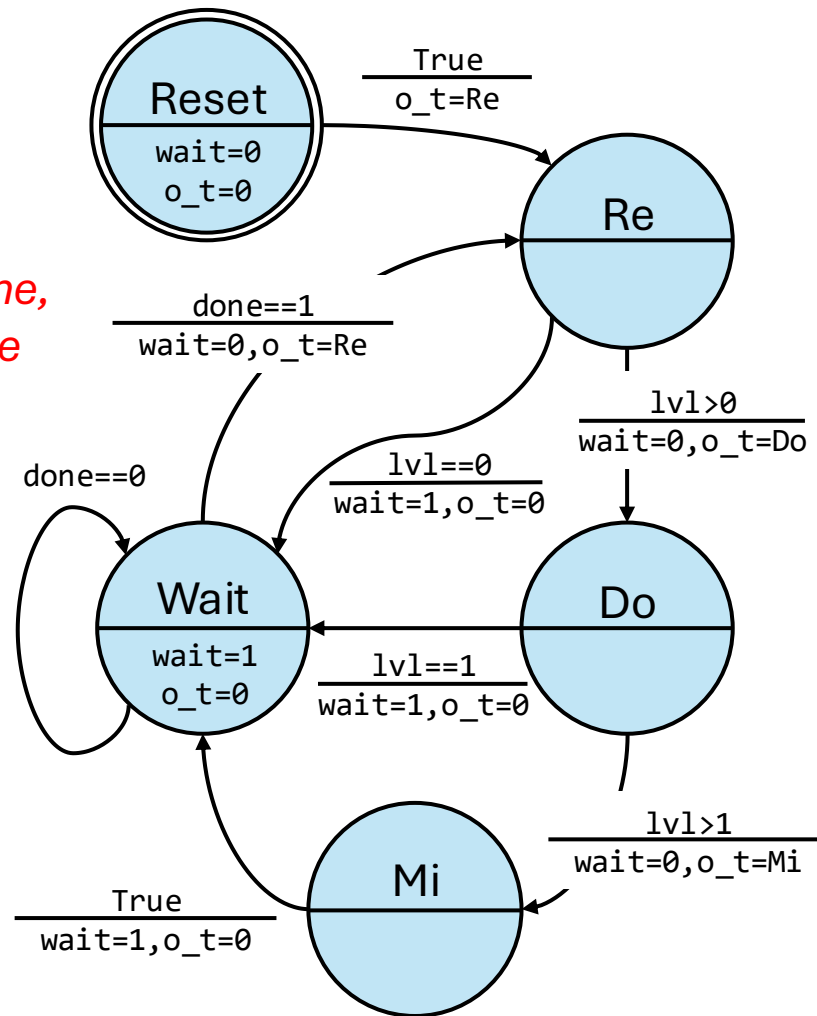 True
o_t=Re
Reset
wait=0
o_t=0
Re
done==1
wait=0,o_t=Re
lvl>0
wait=0,o_t=Do
lvl==0
wait=1,o_t=0
done==0
Wait
wait=1
o_t=0
Do
lvl==1
wait=1,o_t=0
lvl>1
wait=0,o_t=Mi
Mi
True
wait=1,o_t=0